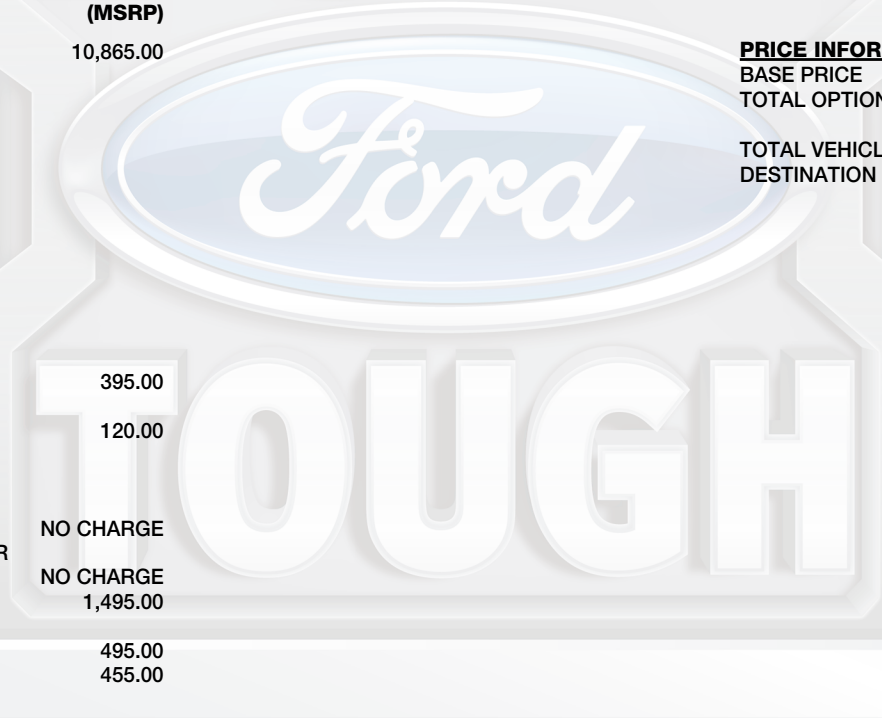 (MSRP)
10,865.00
395.00
120.00
NO CHARGE
R
NO CHARGE
1,495.00
495.00
455.00
PRICE INFOR
BASE PRICE
TOTAL OPTION
TOTAL VEHICL
DESTINATION
Ford
TOUGH